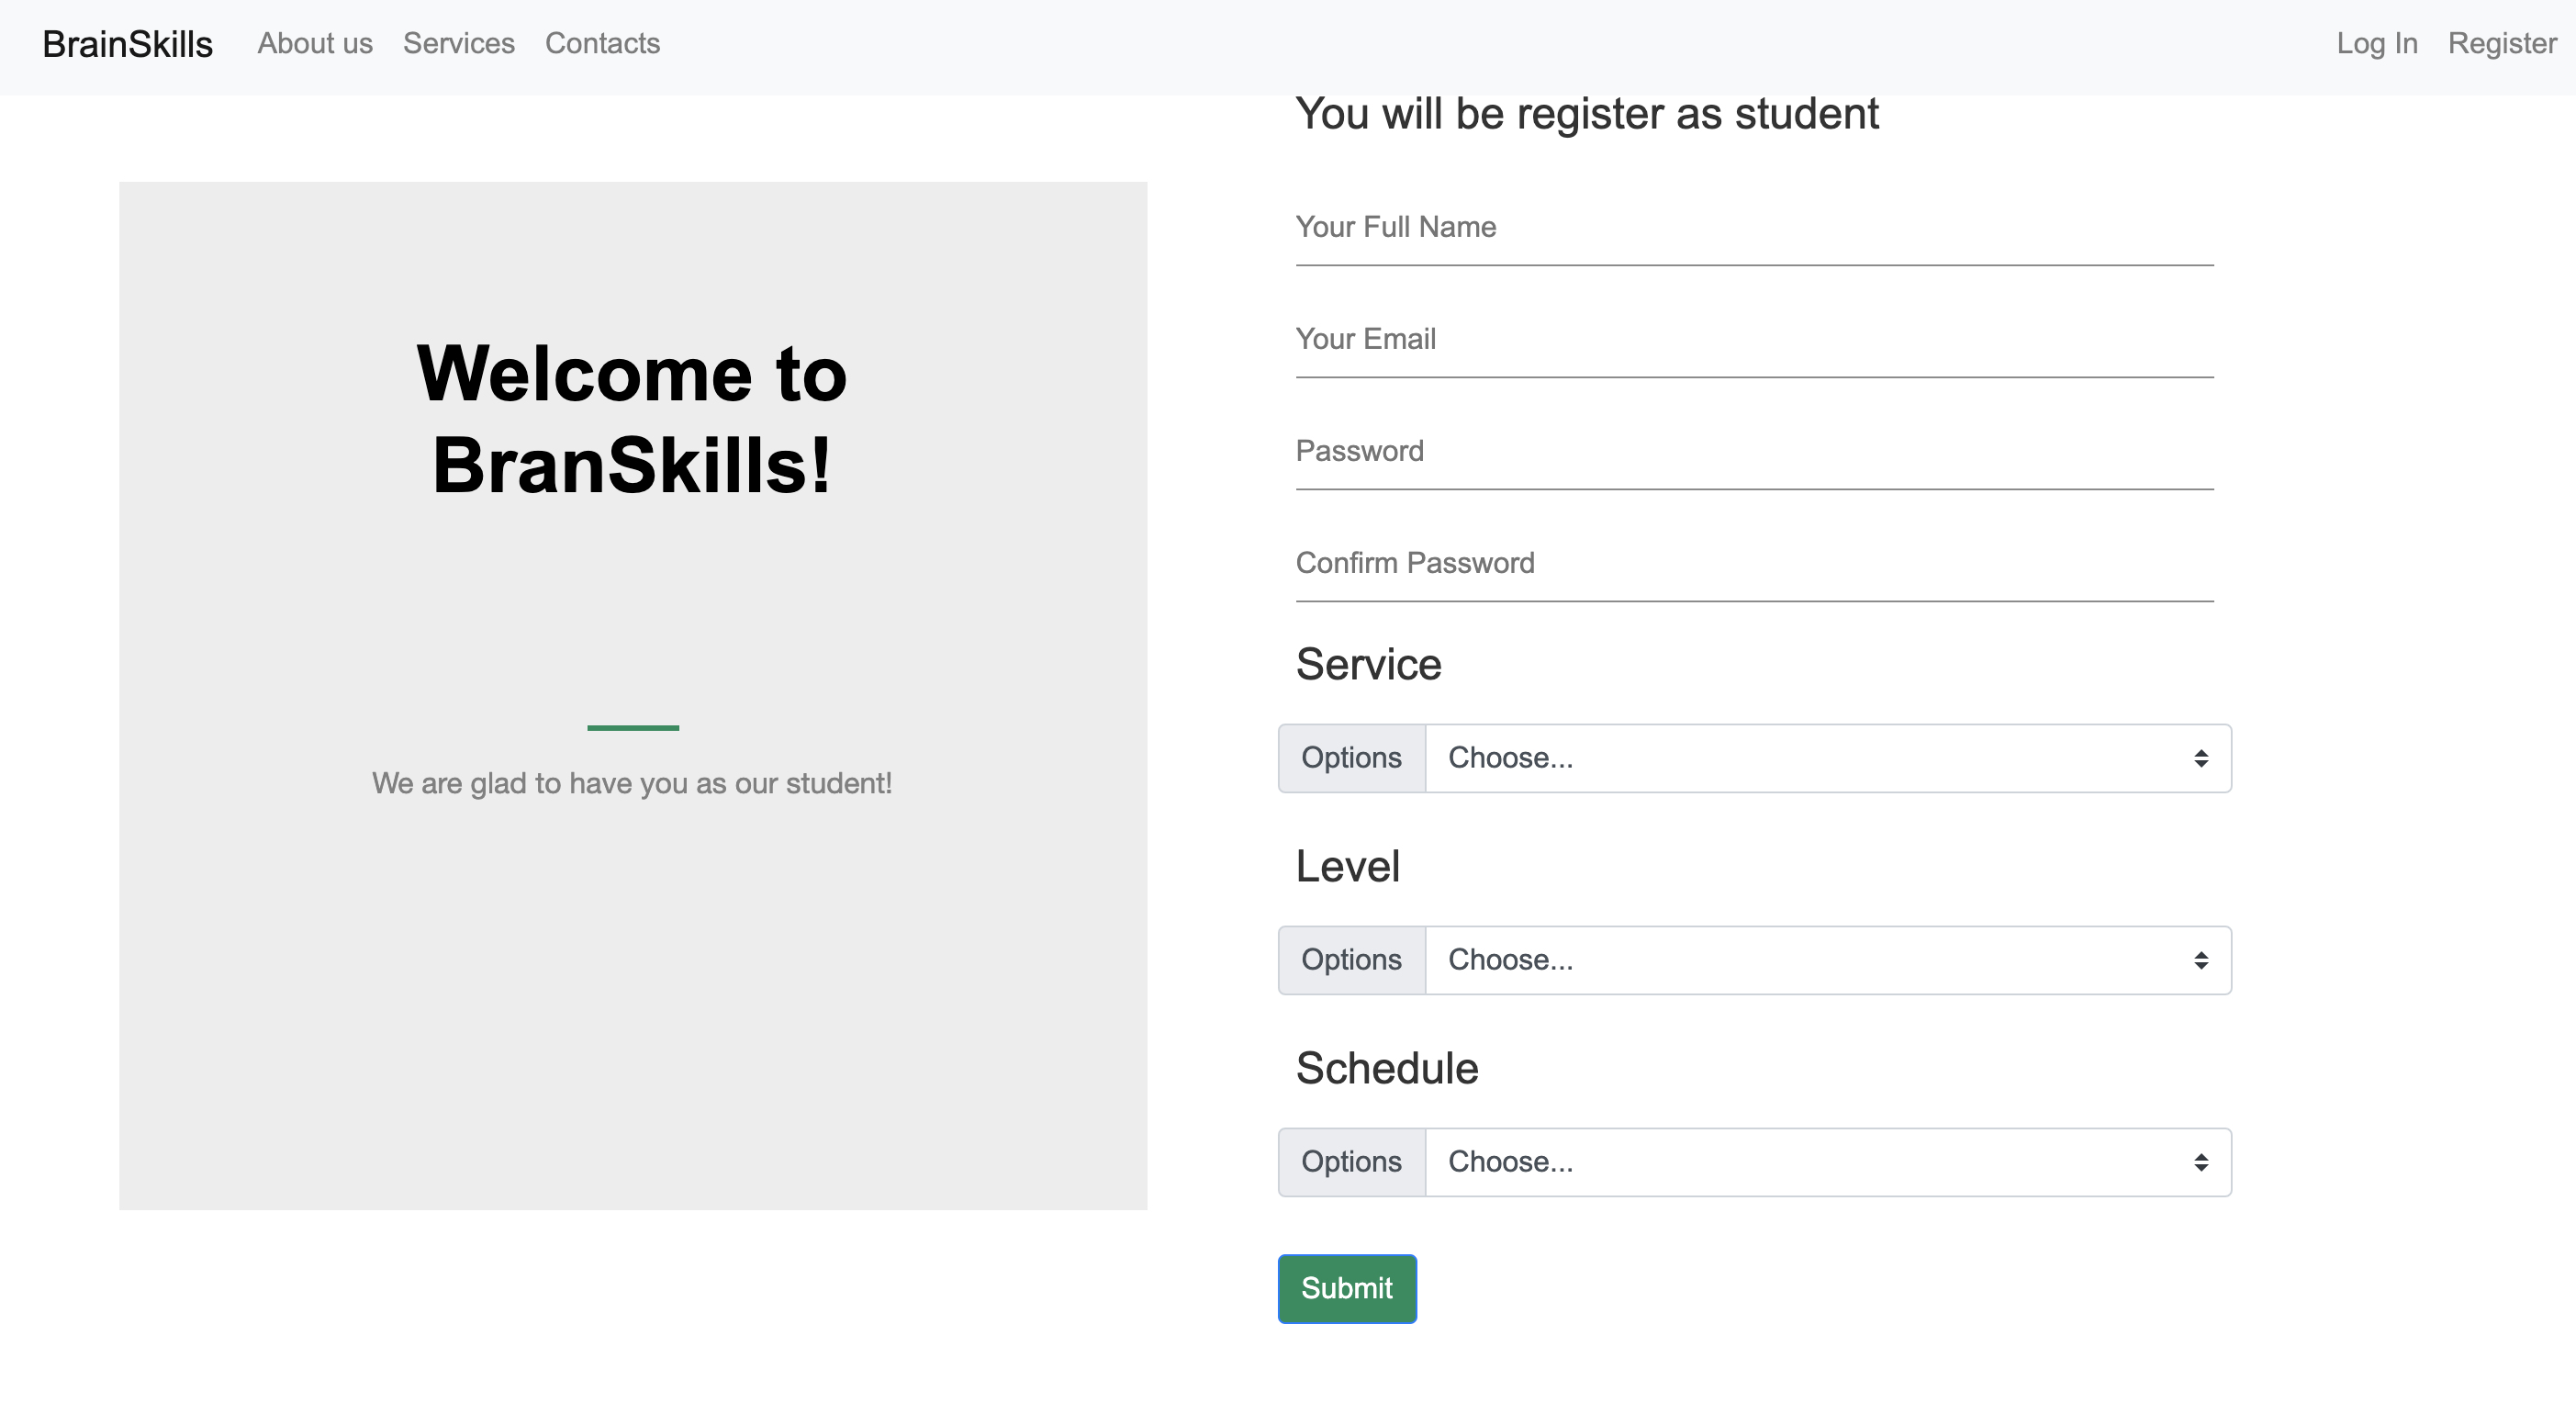 BrainSkills About us Services Contacts Log In Register
You will be register as student
Welcome to
BranSkills!
We are glad to have you as our student!
Your Full Name
Your Email
Password
Confirm Password
Service
Options Choose...
Level
Options Choose...
Schedule
Options Choose...
Submit